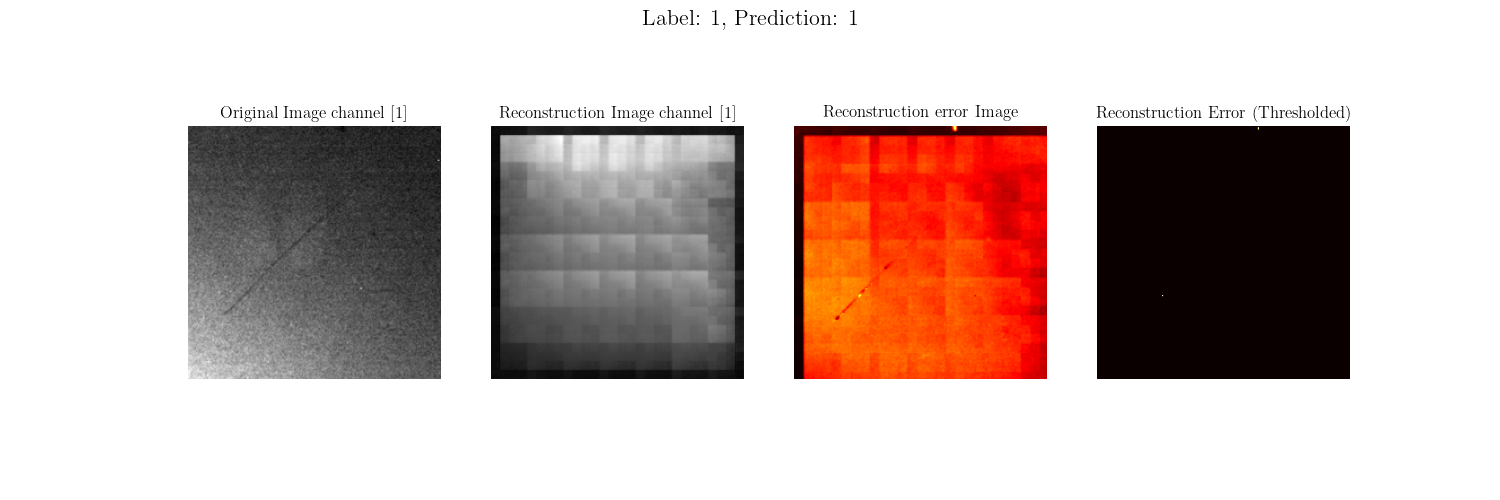 Label: 1, Prediction: 1
Original Image channel [1]
Reconstruction Image channel [1]
Reconstruction error Image
Reconstruction Error (Thresholded)